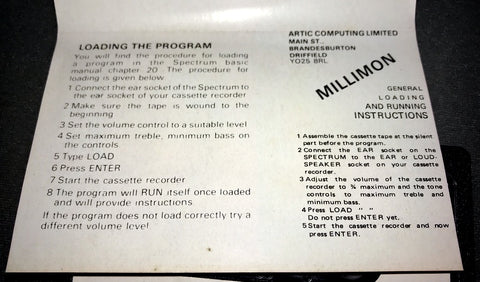 LOADING THE PROGRAM
You will find the procedure for loading
a program in the Spectrum basic
manual chapter 20 The procedure for
loading is given below
1 Connect the ear socket of the Spectrum to
the ear socket of your cassette recorder
2 Make sure the tape is wound to the
beginning
3 Set the volume control to a suitable level
4 Set maximum treble, minimum bass on
the controls
5 Type LOAD
6 Press ENTER
7 Start the cassette recorder
8 The program will RUN itself once loaded
and will provide instructions
If the program does not load correctly try a
different volume level
ARTIC COMPUTING LIMITED
MAIN ST.,
BRANDESBURTON
DRIFFIELD
YO25 8RL
MILLIMON
GENERAL
LOADING
AND RUNNING
INSTRUCTIONS
1 Assemble the cassette tape at the silent
part before the program.
2 Connect the EAR socket on the
SPECTRUM to the EAR or LOUD-
SPEAKER socket on your cassette
recorder.
3 Adjust the volume of the cassette
recorder to ¾ maximum and the tone
controls to maximum treble and
minimum bass.
4 Press LOAD " "
Do not press ENTER yet.
5 Start the cassette recorder and now
press ENTER.